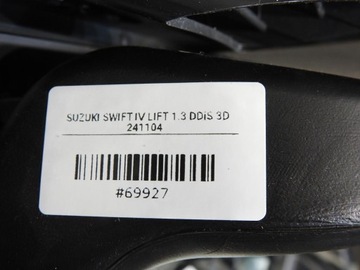 SUZUKI SWIFT IV LIFT 1.3 DDiS 3D
241104
#69927